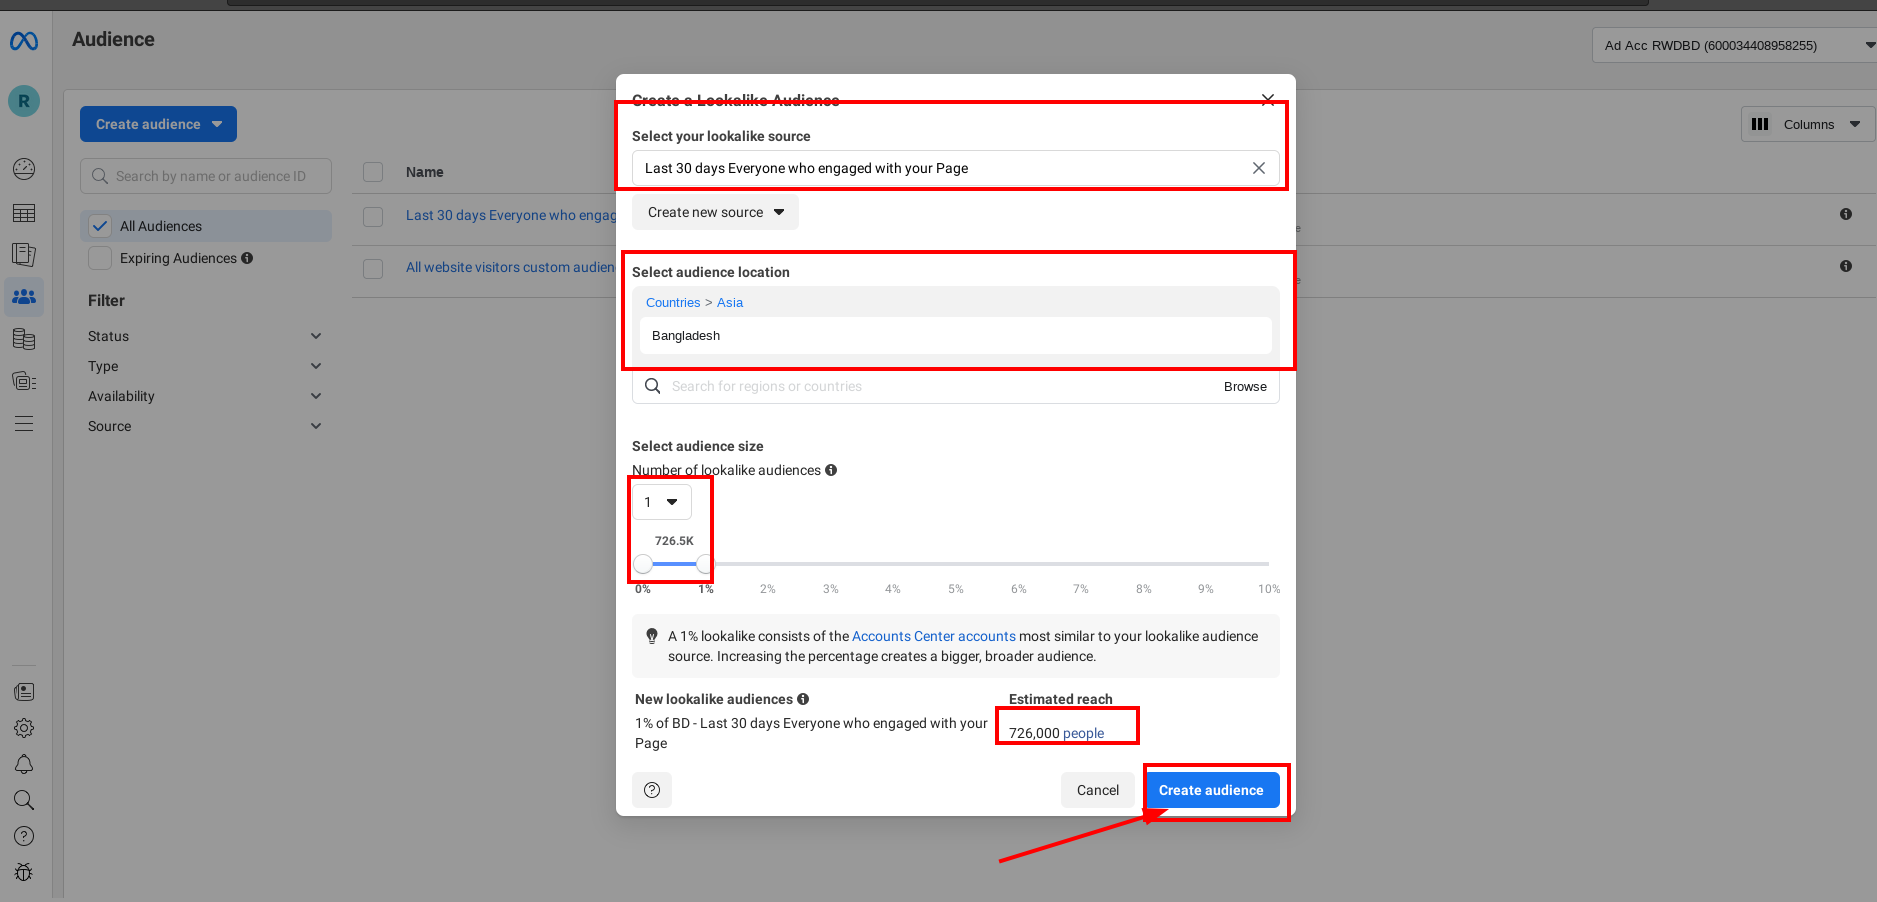 Audience
Ad Acc RWDBD (600034408958255)
R
Create audience
Columns
Search by name or audience ID
Name
All Audiences
Expiring Audiences
Last 30 days Everyone who engag
All website visitors custom audien
e
e
Filter
Status
Type
Availability
Source
Create a Lookalike Audience
Select your lookalike source
Last 30 days Everyone who engaged with your Page
Create new source
Select audience location
Countries > Asia
Bangladesh
Search for regions or countries
Browse
Select audience size
Number of lookalike audiences
1
726.5K
0% 1% 2% 3% 4% 5% 6% 7% 8% 9% 10%
A 1% lookalike consists of the Accounts Center accounts most similar to your lookalike audience
source. Increasing the percentage creates a bigger, broader audience.
New lookalike audiences
Estimated reach
1% of BD - Last 30 days Everyone who engaged with your
Page
726,000 people
Cancel
Create audience